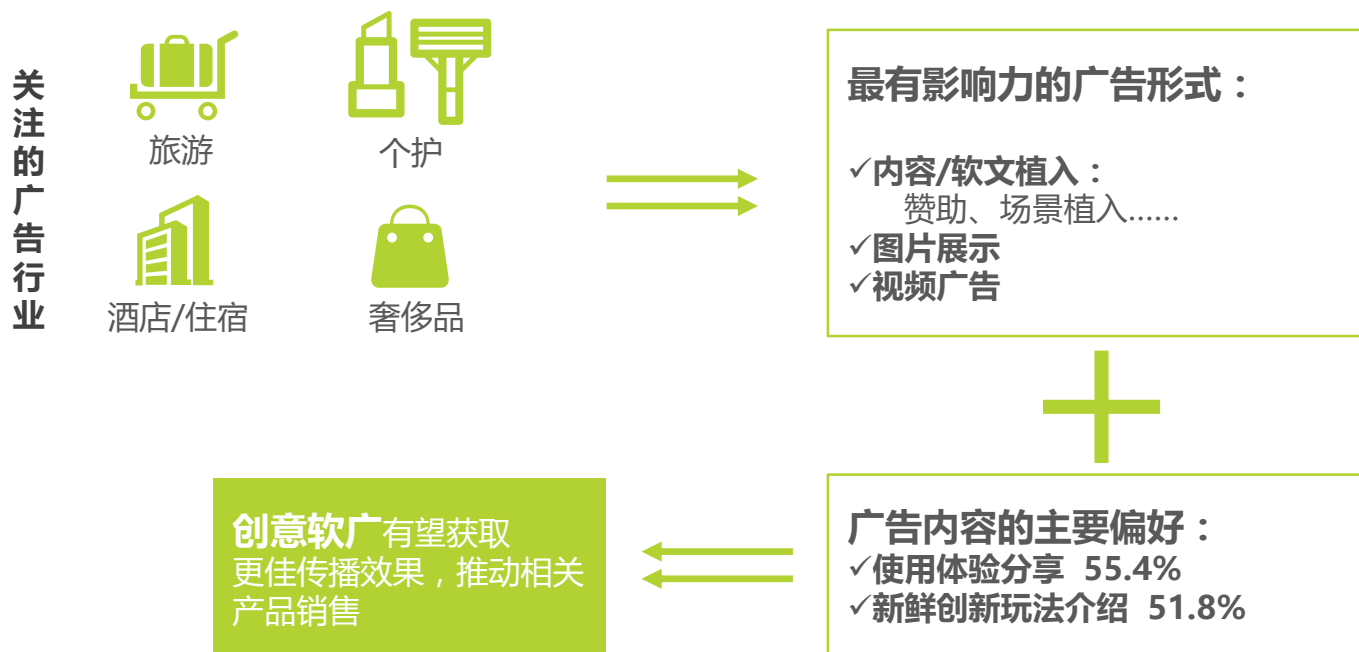 关注的广告行业
旅游
个护
酒店/住宿
奢侈品
最有影响力的广告形式：
✓内容/软文植入：
赞助、场景植入……
✓图片展示
✓视频广告
广告内容的主要偏好：
✓使用体验分享 55.4%
✓新鲜创新玩法介绍 51.8%
创意软广有望获取
更佳传播效果，推动相关
产品销售